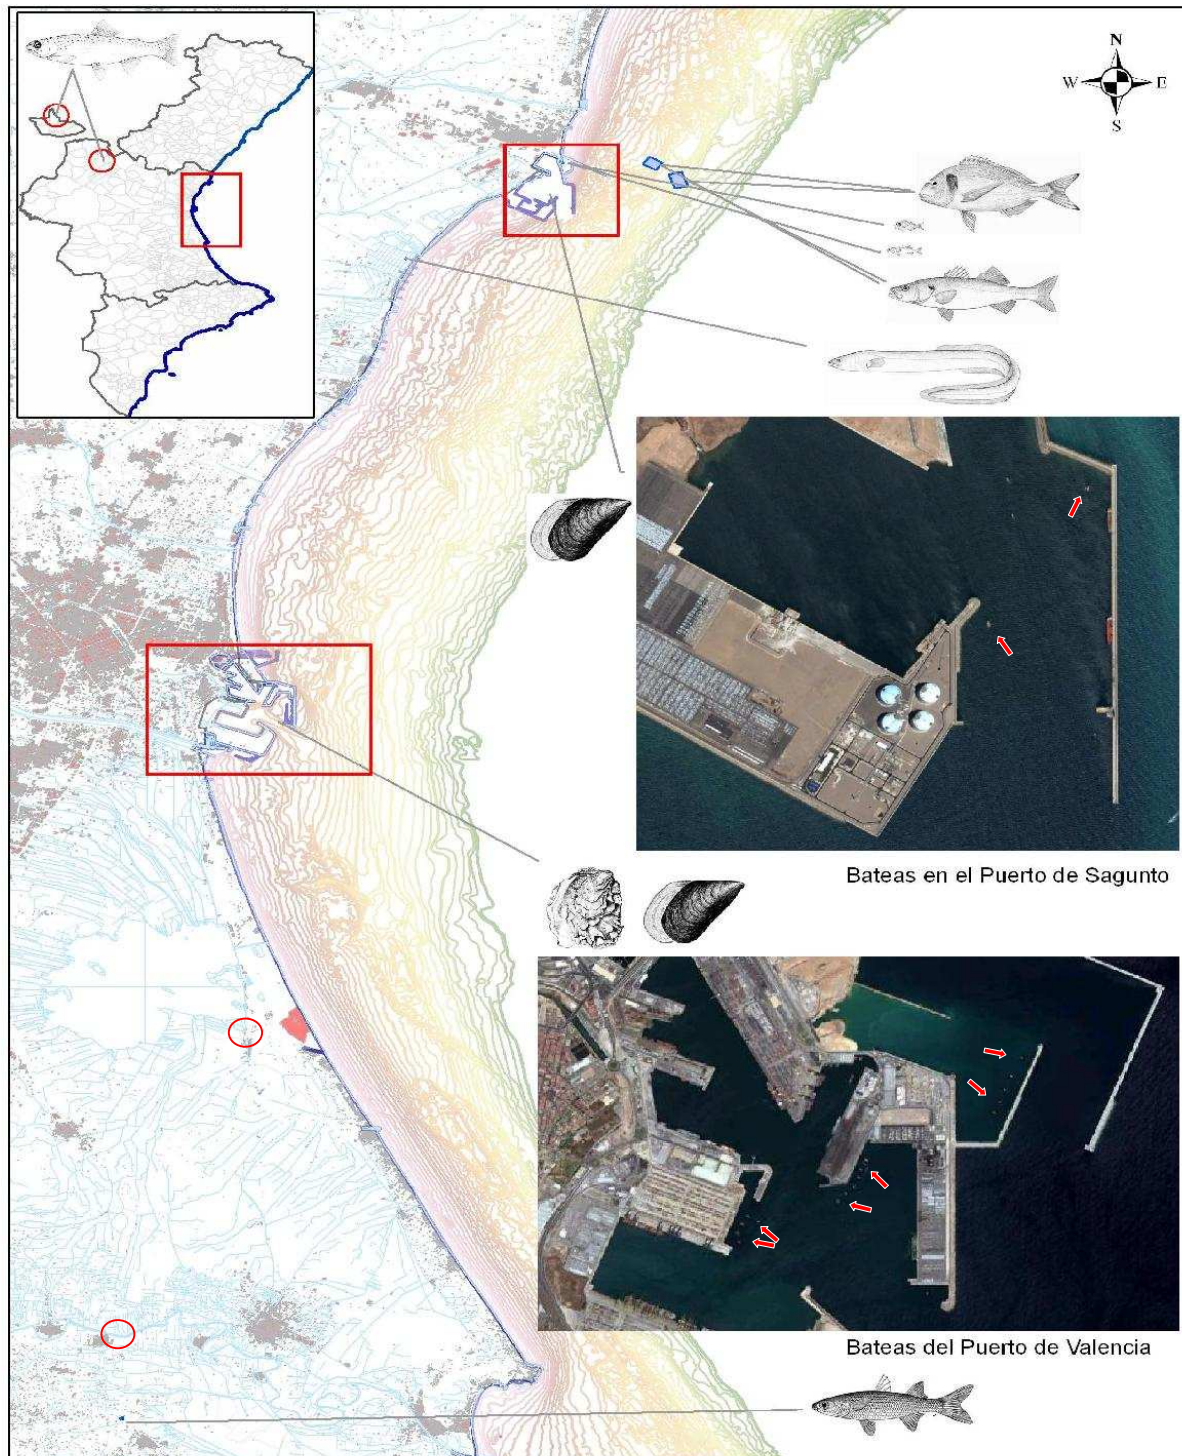 N
W E
S
Bateas en el Puerto de Sagunto
Bateas del Puerto de Valencia